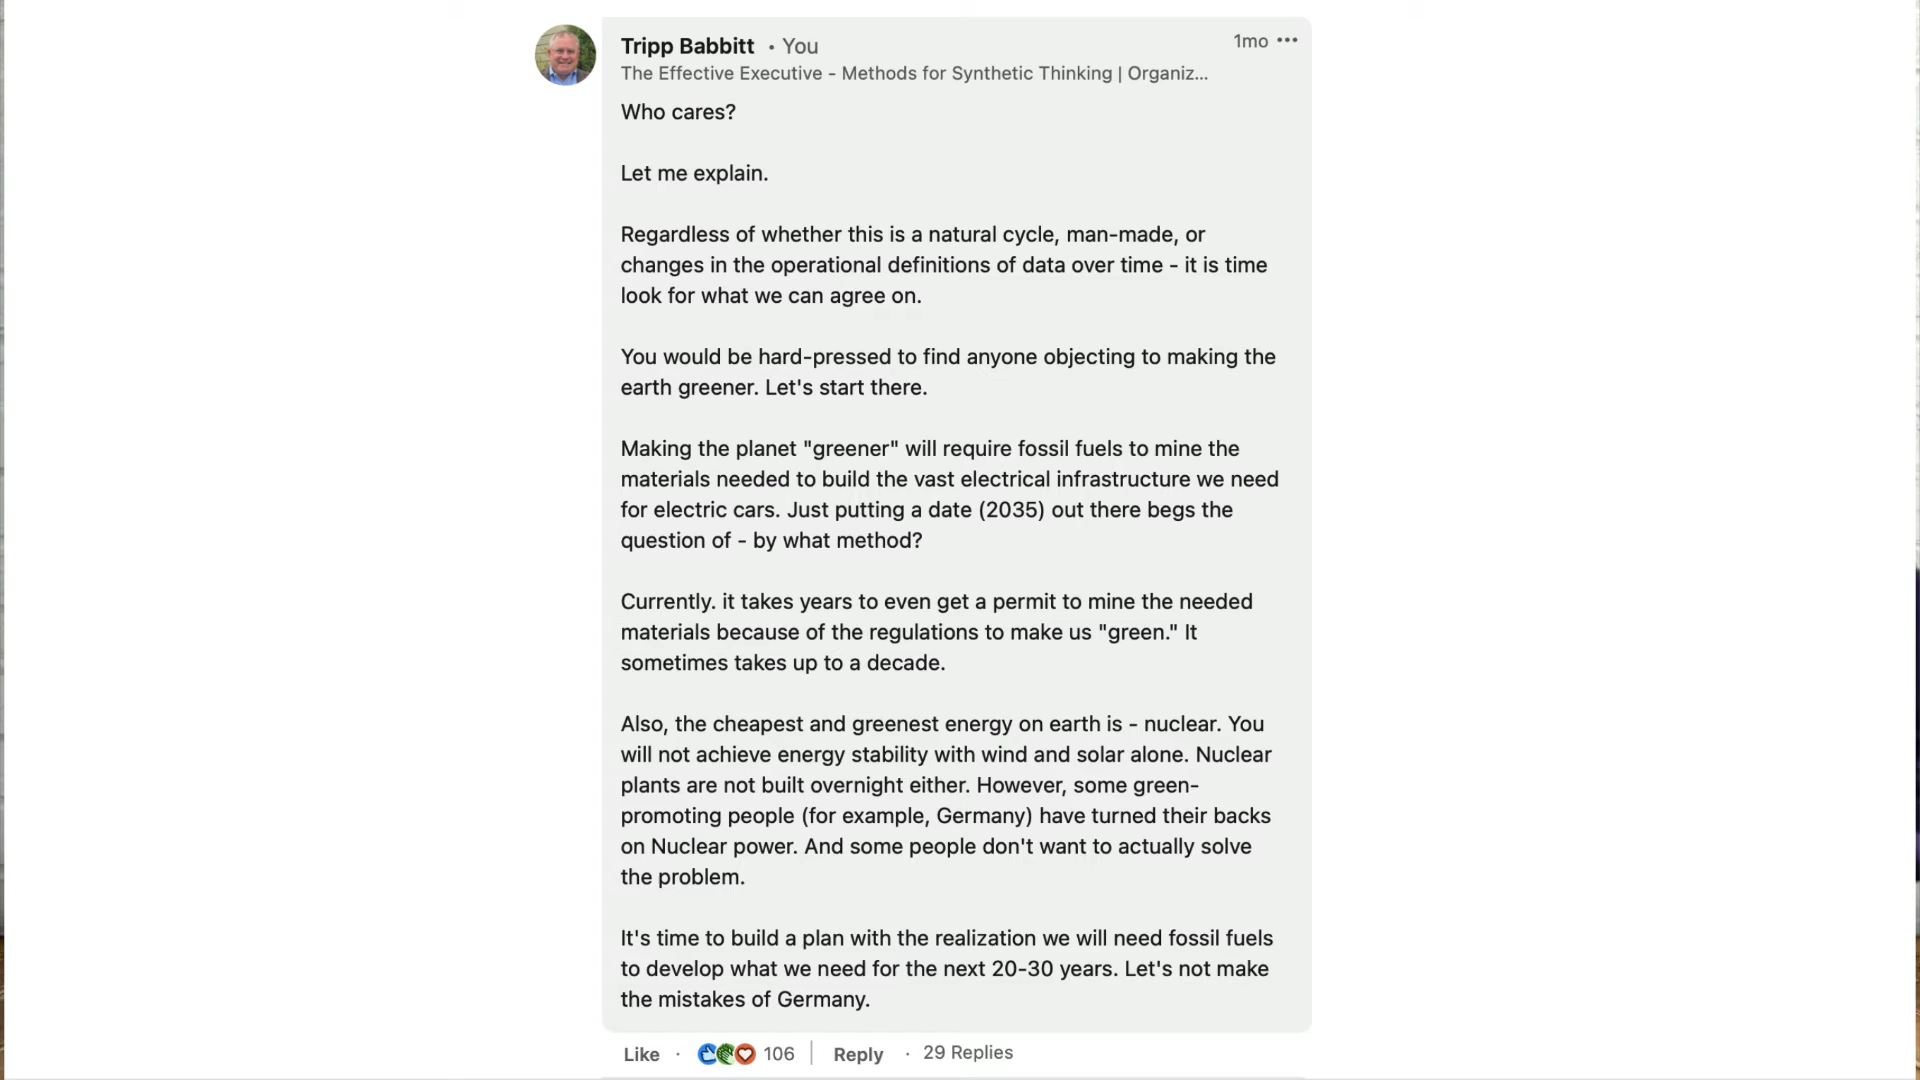 Tripp Babbitt • You
1mo •••
The Effective Executive - Methods for Synthetic Thinking | Organiz...
Who cares?
Let me explain.
Regardless of whether this is a natural cycle, man-made, or
changes in the operational definitions of data over time - it is time
look for what we can agree on.
You would be hard-pressed to find anyone objecting to making the
earth greener. Let's start there.
Making the planet "greener" will require fossil fuels to mine the
materials needed to build the vast electrical infrastructure we need
for electric cars. Just putting a date (2035) out there begs the
question of - by what method?
Currently. it takes years to even get a permit to mine the needed
materials because of the regulations to make us "green." It
sometimes takes up to a decade.
Also, the cheapest and greenest energy on earth is - nuclear. You
will not achieve energy stability with wind and solar alone. Nuclear
plants are not built overnight either. However, some green-
promoting people (for example, Germany) have turned their backs
on Nuclear power. And some people don't want to actually solve
the problem.
It's time to build a plan with the realization we will need fossil fuels
to develop what we need for the next 20-30 years. Let's not make
the mistakes of Germany.
Like · 106 | Reply · 29 Replies